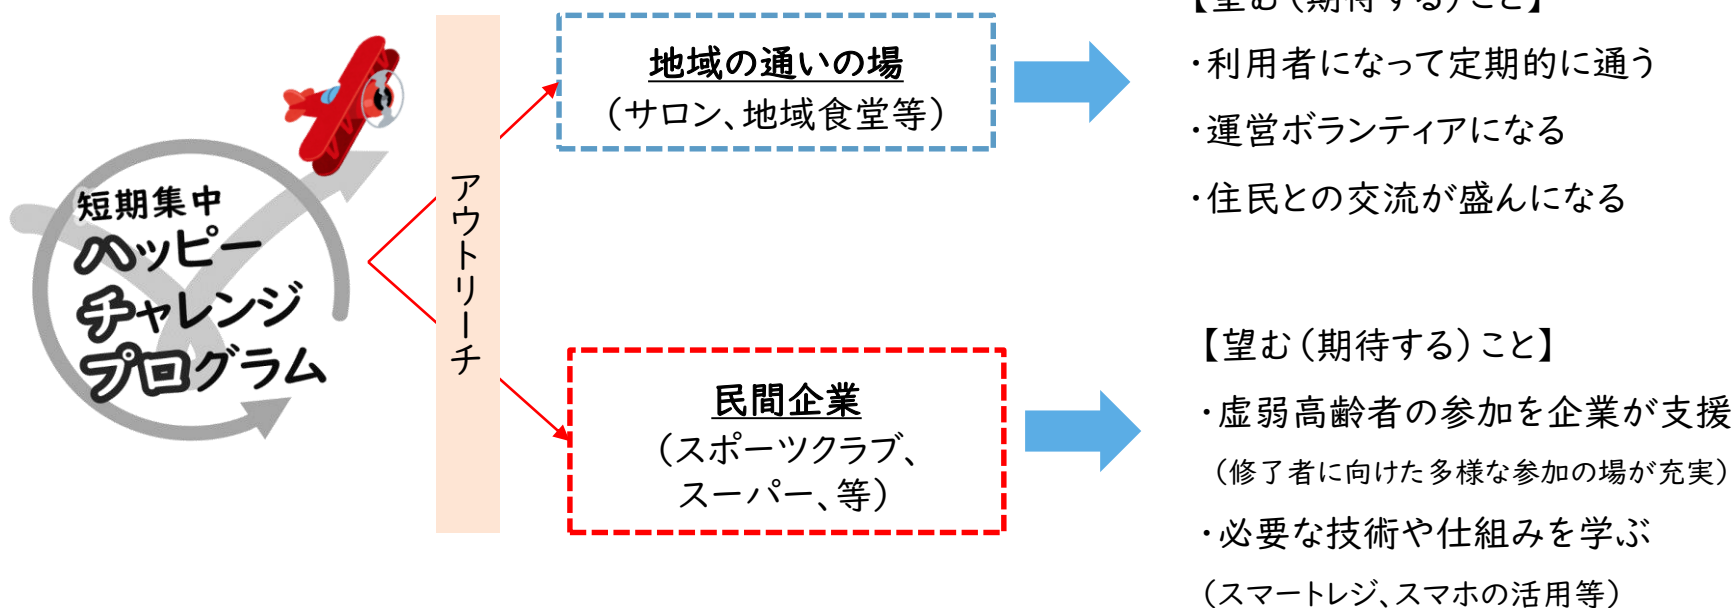 短期集中
ハッピー
チャレンジ
プログラム
アウトリーチ
地域の通いの場
（サロン、地域食堂等）
【望む（期待する）こと】
・利用者になって定期的に通う
・運営ボランティアになる
・住民との交流が盛んになる
民間企業
（スポーツクラブ、
スーパー、等）
【望む（期待する）こと】
・虚弱高齢者の参加を企業が支援
（修了者に向けた多様な参加の場が充実）
・必要な技術や仕組みを学ぶ
（スマートレジ、スマホの活用等）